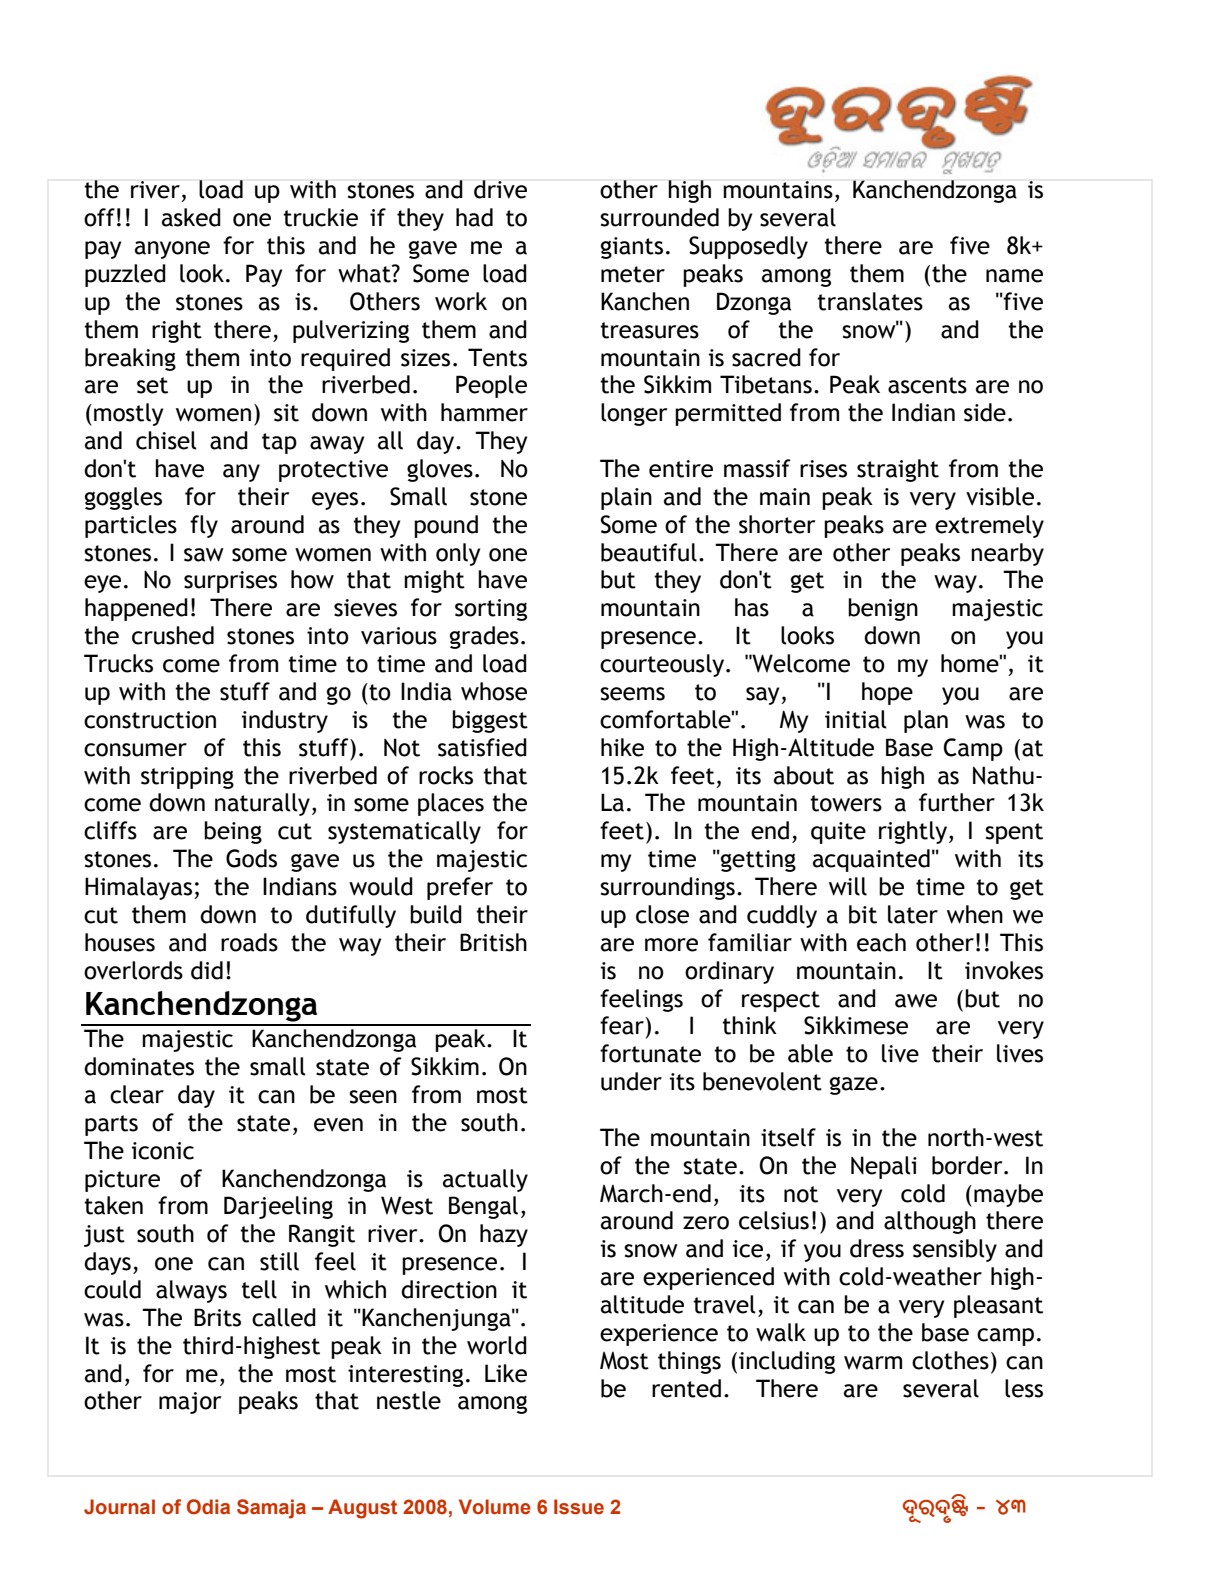 ଦୁରଦୃଷ୍ଟି
ଓଡ଼ିଆ ସମାଜର ମୁଖପତ୍ର
the river, load up with stones and drive
off!! I asked one truckie if they had to
pay anyone for this and he gave me a
puzzled look. Pay for what? Some load
up the stones as is. Others work on
them right there, pulverizing them and
breaking them into required sizes. Tents
are set up in the riverbed. People
(mostly women) sit down with hammer
and chisel and tap away all day. They
don't have any protective gloves. No
goggles for their eyes. Small stone
particles fly around as they pound the
stones. I saw some women with only one
eye. No surprises how that might have
happened! There are sieves for sorting
the crushed stones into various grades.
Trucks come from time to time and load
up with the stuff and go (to India whose
construction industry is the biggest
consumer of this stuff). Not satisfied
with stripping the riverbed of rocks that
come down naturally, in some places the
cliffs are being cut systematically for
stones. The Gods gave us the majestic
Himalayas; the Indians would prefer to
cut them down to dutifully build their
houses and roads the way their British
overlords did!
Kanchendzonga
The majestic Kanchendzonga peak. It
dominates the small state of Sikkim. On
a clear day it can be seen from most
parts of the state, even in the south.
The iconic
picture of Kanchendzonga is actually
taken from Darjeeling in West Bengal,
just south of the Rangit river. On hazy
days, one can still feel it presence. I
could always tell in which direction it
was. The Brits called it "Kanchenjunga".
It is the third-highest peak in the world
and, for me, the most interesting. Like
other major peaks that nestle among
other high mountains, Kanchendzonga is
surrounded by several
giants. Supposedly there are five 8k+
meter peaks among them (the name
Kanchen Dzonga translates as "five
treasures of the snow") and the
mountain is sacred for
the Sikkim Tibetans. Peak ascents are no
longer permitted from the Indian side.
The entire massif rises straight from the
plain and the main peak is very visible.
Some of the shorter peaks are extremely
beautiful. There are other peaks nearby
but they don't get in the way. The
mountain has a benign majestic
presence. It looks down on you
courteously. "Welcome to my home", it
seems to say, "I hope you are
comfortable". My initial plan was to
hike to the High-Altitude Base Camp (at
15.2k feet, its about as high as Nathu-
La. The mountain towers a further 13k
feet). In the end, quite rightly, I spent
my time "getting acquainted" with its
surroundings. There will be time to get
up close and cuddly a bit later when we
are more familiar with each other!! This
is no ordinary mountain. It invokes
feelings of respect and awe (but no
fear). I think Sikkimese are very
fortunate to be able to live their lives
under its benevolent gaze.
The mountain itself is in the north-west
of the state. On the Nepali border. In
March-end, its not very cold (maybe
around zero celsius!) and although there
is snow and ice, if you dress sensibly and
are experienced with cold-weather high-
altitude travel, it can be a very pleasant
experience to walk up to the base camp.
Most things (including warm clothes) can
be rented. There are several less
Journal of Odia Samaja – August 2008, Volume 6 Issue 2
ଦୂରଦୃଷ୍ଟି - ୪୩